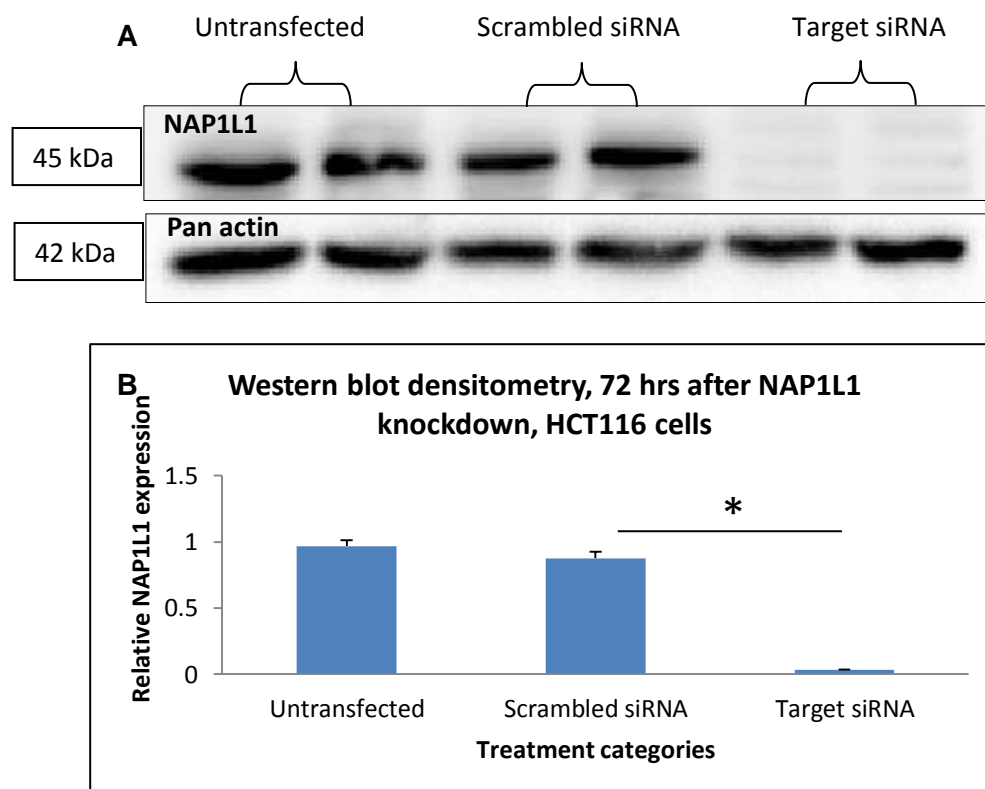 A
Untransfected
Scrambled siRNA
Target siRNA
NAP1L1
45 kDa
Pan actin
42 kDa
B
Western blot densitometry, 72 hrs after NAP1L1
knockdown, HCT116 cells
Relative NAP1L1 expression
1.5
1
0.5
0
*
Untransfected
Scrambled siRNA
Target siRNA
Treatment categories